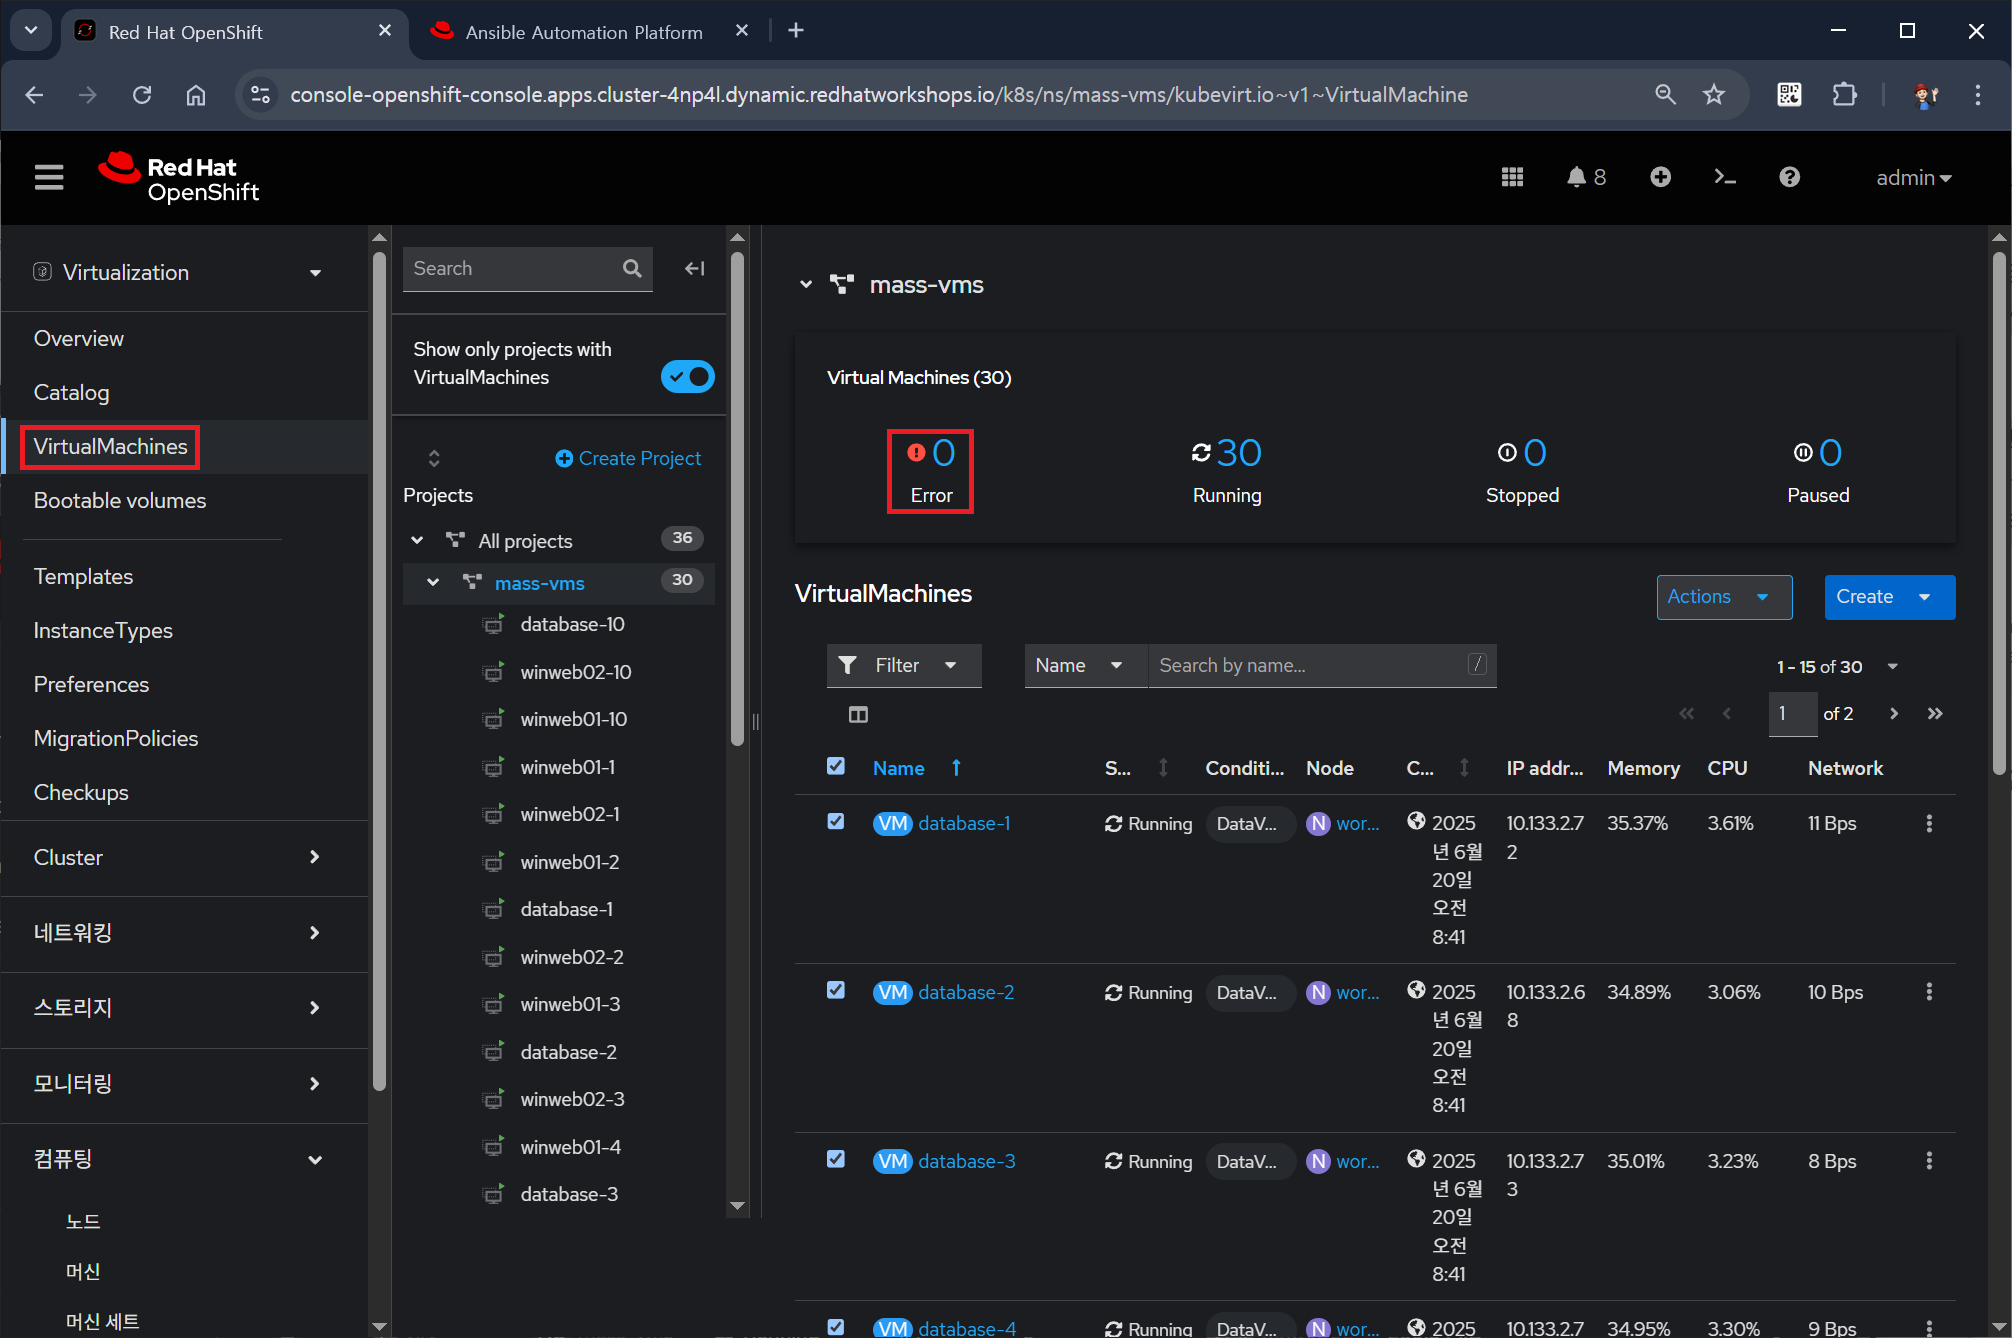 Red Hat OpenShift
Ansible Automation Platform
console-openshift-console.apps.cluster-4np4l.dynamic.redhatworkshops.io/k8s/ns/mass-vms/kubevirt.io~v1~VirtualMachine
Red Hat
OpenShift
8
admin
Virtualization
Overview
Catalog
VirtualMachines
Bootable volumes
Templates
InstanceTypes
Preferences
MigrationPolicies
Checkups
Cluster
네트워킹
스토리지
모니터링
컴퓨팅
노드
머신
머신 세트
Search
Show only projects with
VirtualMachines
Create Project
Projects
All projects 36
mass-vms 30
database-10
winweb02-10
winweb01-10
winweb01-1
winweb02-1
winweb01-2
database-1
winweb02-2
winweb01-3
database-2
winweb02-3
winweb01-4
database-3
mass-vms
Virtual Machines (30)
0 30 0 0
Error Running Stopped Paused
VirtualMachines
Actions Create
Filter Name Search by name... / 1 - 15 of 30
1 of 2
Name S... Conditi... Node C... IP addr... Memory CPU Network
VM database-1 Running DataV... N wor... 2025 10.133.2.7 35.37% 3.61% 11 Bps
년 6월 2
20일
오전
8:41
VM database-2 Running DataV... N wor... 2025 10.133.2.6 34.89% 3.06% 10 Bps
년 6월 8
20일
오전
8:41
VM database-3 Running DataV... N wor... 2025 10.133.2.7 35.01% 3.23% 8 Bps
년 6월 3
20일
오전
8:41
VM database-4 Running DataV... N wor... 2025 10.133.2.7 34.95% 3.30% 9 Bps